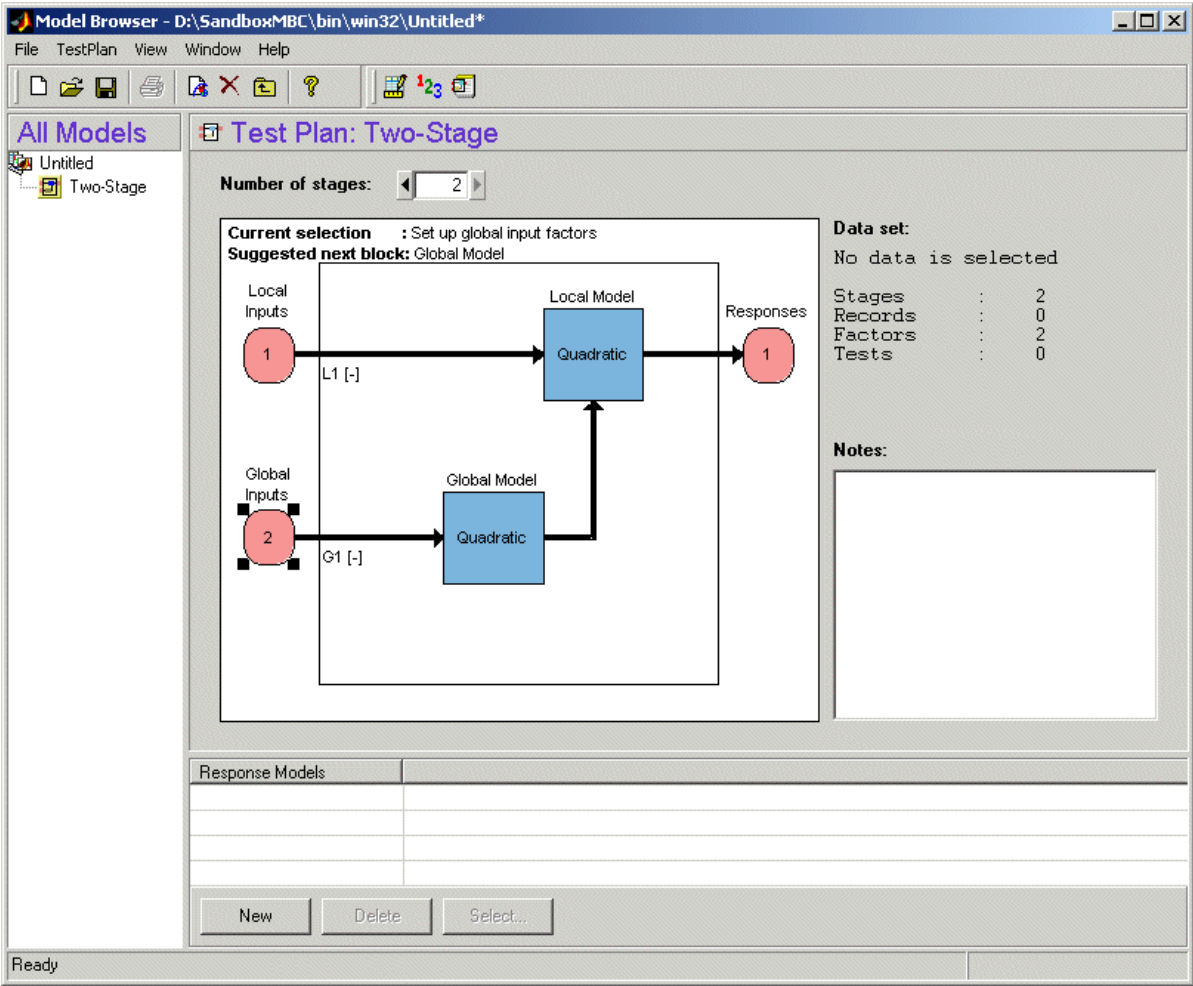 Model Browser - D:\SandboxMBC\bin\win32\Untitled*
File TestPlan View Window Help
123
All Models
Test Plan: Two-Stage
Untitled
Two-Stage
Number of stages: 2
Current selection : Set up global input factors
Suggested next block: Global Model
Local
Inputs
Local Model
Responses
1
Quadratic
1
L1 [-]
Global
Inputs
Global Model
2
Quadratic
G1 [-]
Data set:
No data is selected
Stages : 2
Records : 0
Factors : 2
Tests : 0
Notes:
Response Models
New Delete Select...
Ready